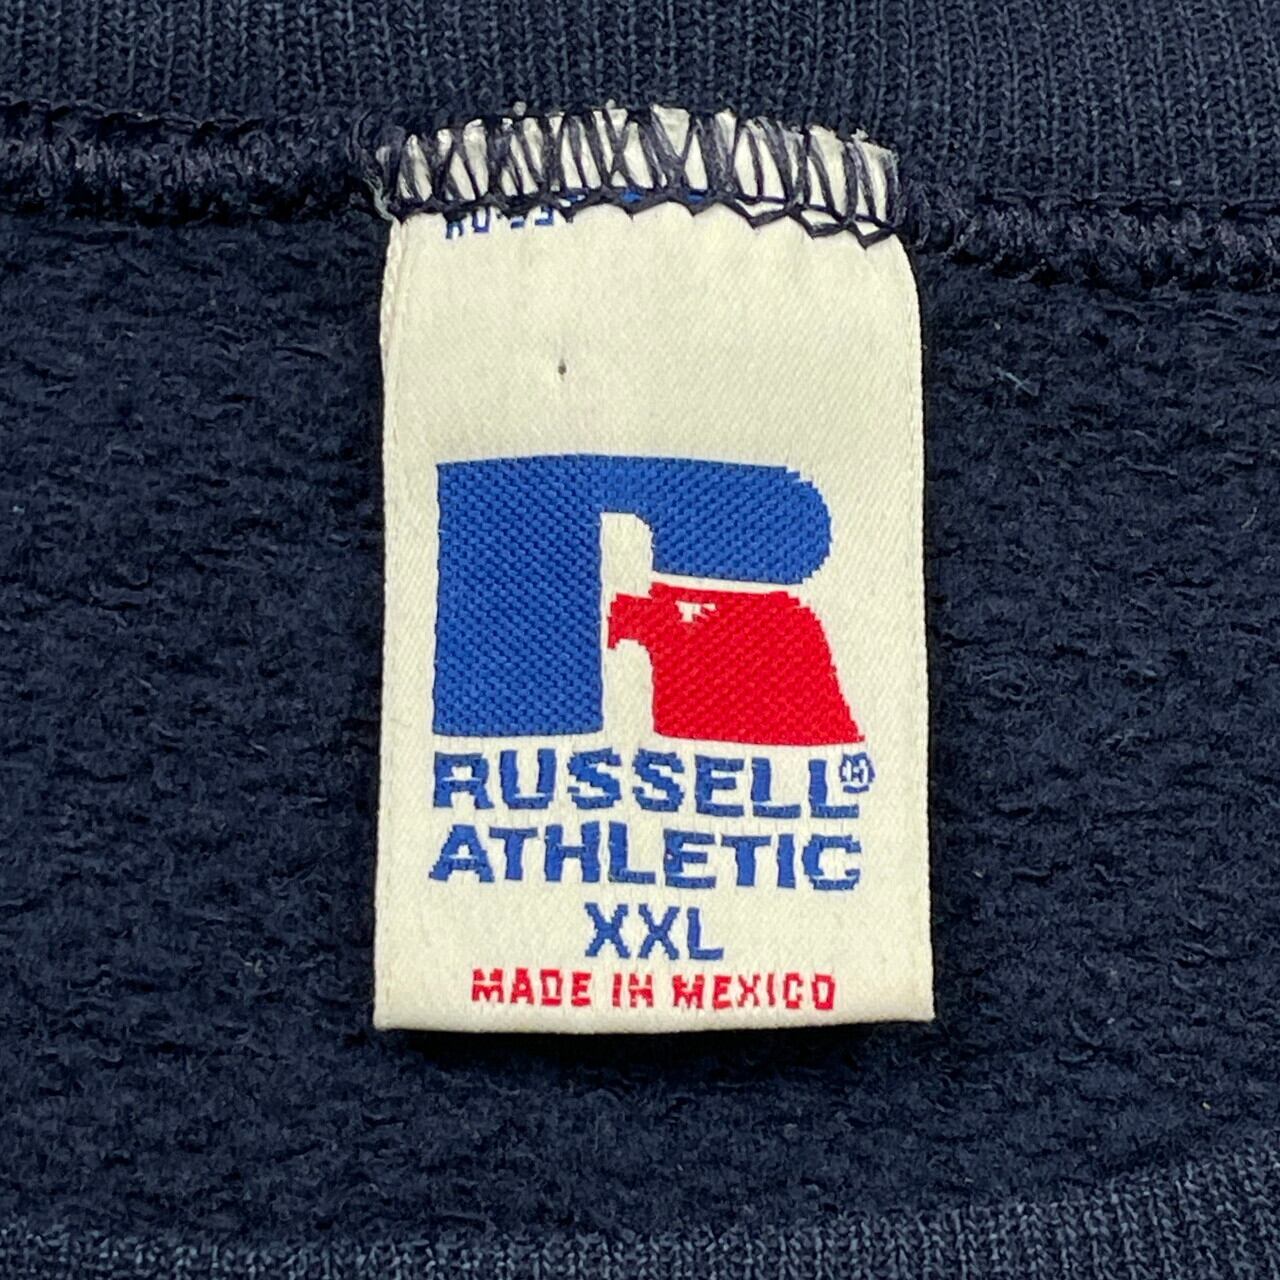 RUSSELL®
ATHLETIC
XXL
MADE IN MEXICO